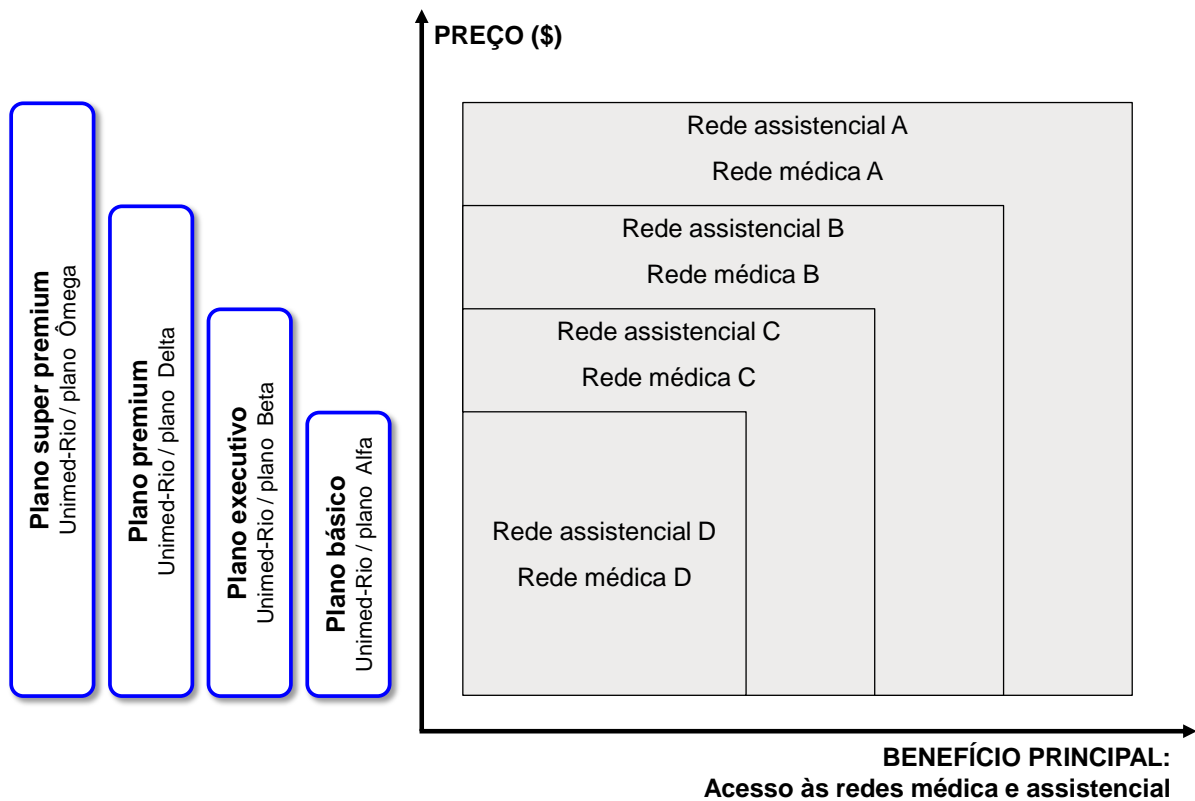 PREÇO ($)
Plano super premium
Unimed-Rio / plano Ômega
Plano premium
Unimed-Rio / plano Delta
Plano executivo
Unimed-Rio / plano Beta
Plano básico
Unimed-Rio / plano Alfa
Rede assistencial A
Rede médica A
Rede assistencial B
Rede médica B
Rede assistencial C
Rede médica C
Rede assistencial D
Rede médica D
BENEFÍCIO PRINCIPAL:
Acesso às redes médica e assistencial